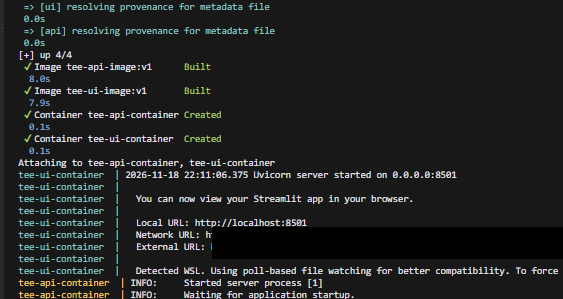 => [ui] resolving provenance for metadata file
0.0s
=> [api] resolving provenance for metadata file
0.0s
[+] up 4/4
✓ Image tee-api-image:v1 Built
8.0s
✓ Image tee-ui-image:v1 Built
7.9s
✓ Container tee-api-container Created
0.1s
✓ Container tee-ui-container Created
0.1s
Attaching to tee-api-container, tee-ui-container
tee-ui-container | 2026-11-18 22:11:06.375 Uvicorn server started on 0.0.0.0:8501
tee-ui-container |
tee-ui-container | You can now view your Streamlit app in your browser.
tee-ui-container |
tee-ui-container | Local URL: http://localhost:8501
tee-ui-container | Network URL:
tee-ui-container | External URL:
tee-ui-container |
tee-ui-container | Detected WSL. Using poll-based file watching for better compatibility. To force
tee-api-container | INFO: Started server process [1]
tee-api-container | INFO: Waiting for application startup.